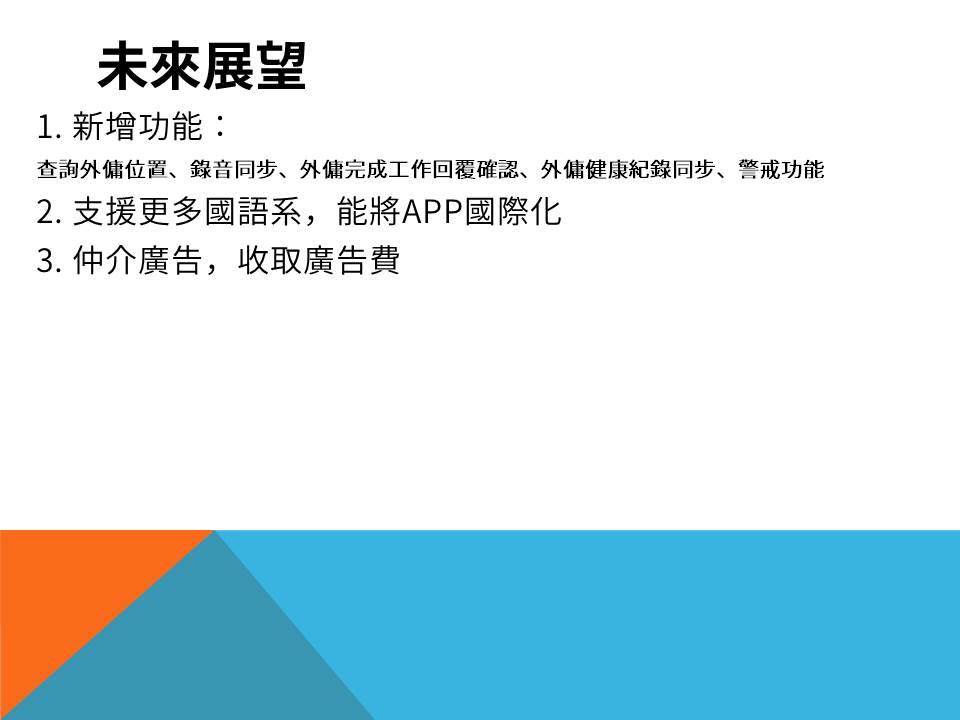 未來展望
1. 新增功能：
查詢外傭位置、錄音同步、外傭完成工作回覆確認、外傭健康紀錄同步、警戒功能
2. 支援更多國語系，能將APP國際化
3. 仲介廣告，收取廣告費